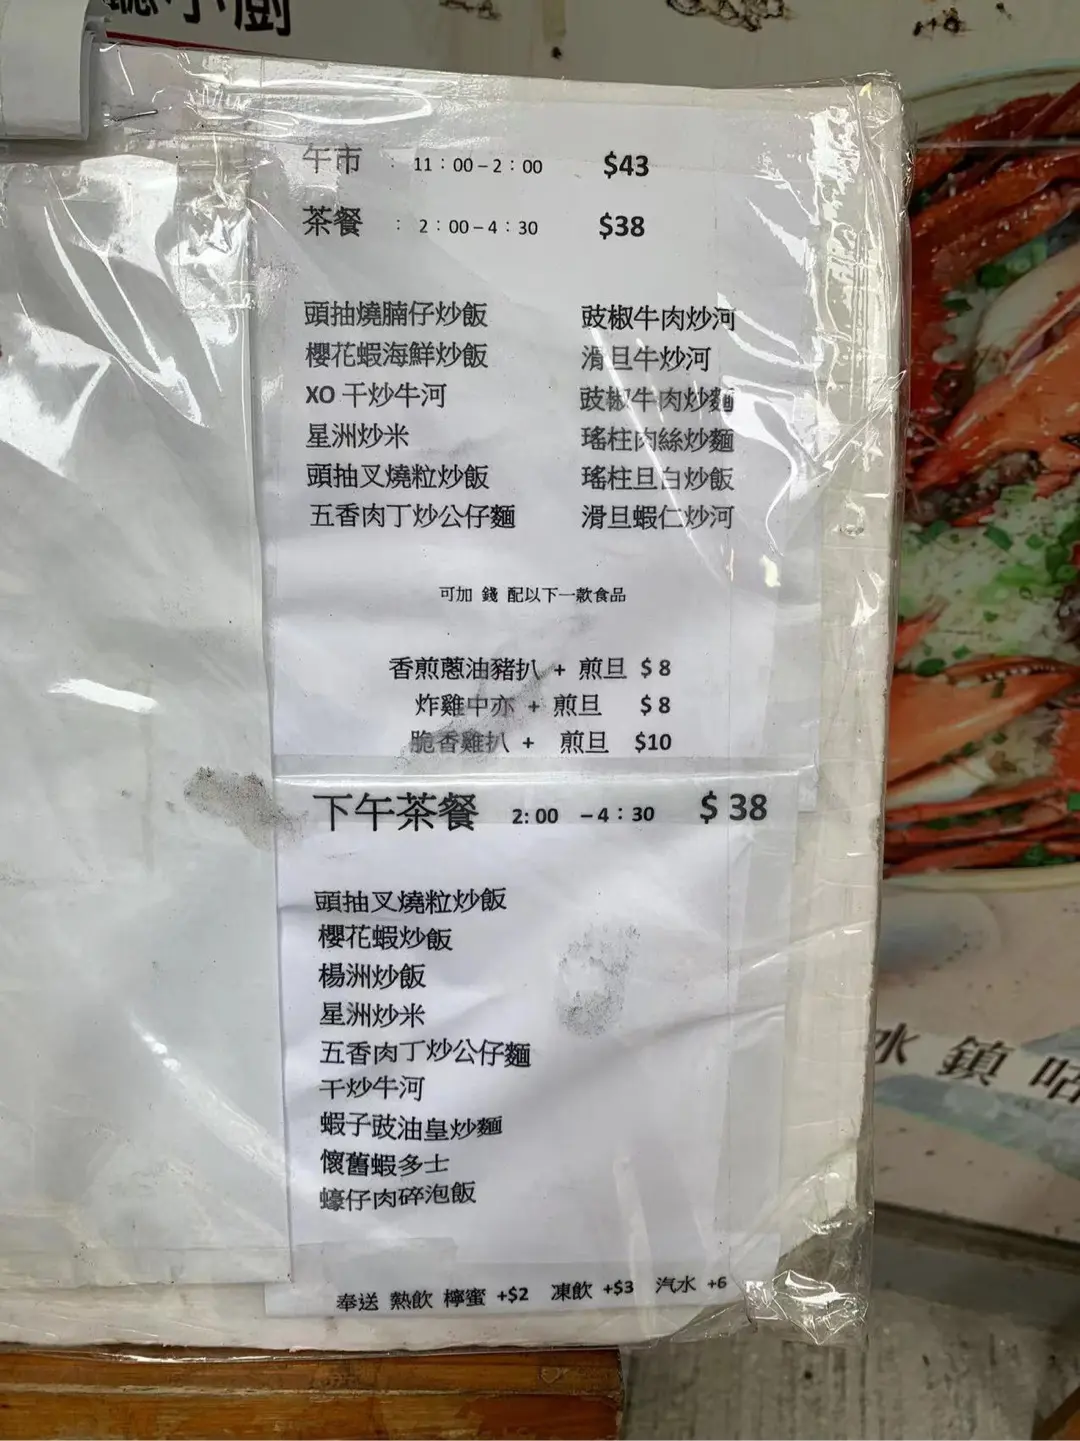 小廚
午市 : 11：00 – 2：00 $43
茶餐 : 2：00 – 4：30 $38
頭抽燒腩仔炒飯 豉椒牛肉炒河
櫻花蝦海鮮炒飯 滑旦牛炒河
XO 干炒牛河 豉椒牛肉炒麵
星洲炒米 瑤柱肉絲炒麵
頭抽叉燒粒炒飯 瑤柱旦白炒飯
五香肉丁炒公仔麵 滑旦蝦仁炒河
可加 錢 配以下一款食品
香煎蔥油豬扒 + 煎旦 $ 8
炸雞中亦 + 煎旦 $ 8
脆香雞扒 + 煎旦 $10
下午茶餐 2: 00 – 4：30 $ 38
頭抽叉燒粒炒飯
櫻花蝦炒飯
楊洲炒飯
星洲炒米
五香肉丁炒公仔麵
干炒牛河
蝦子豉油皇炒麵
懷舊蝦多士
蠔仔肉碎泡飯
奉送 熱飲 檸蜜 +$2 凍飲 +$3 汽水 +6
冰鎮咕